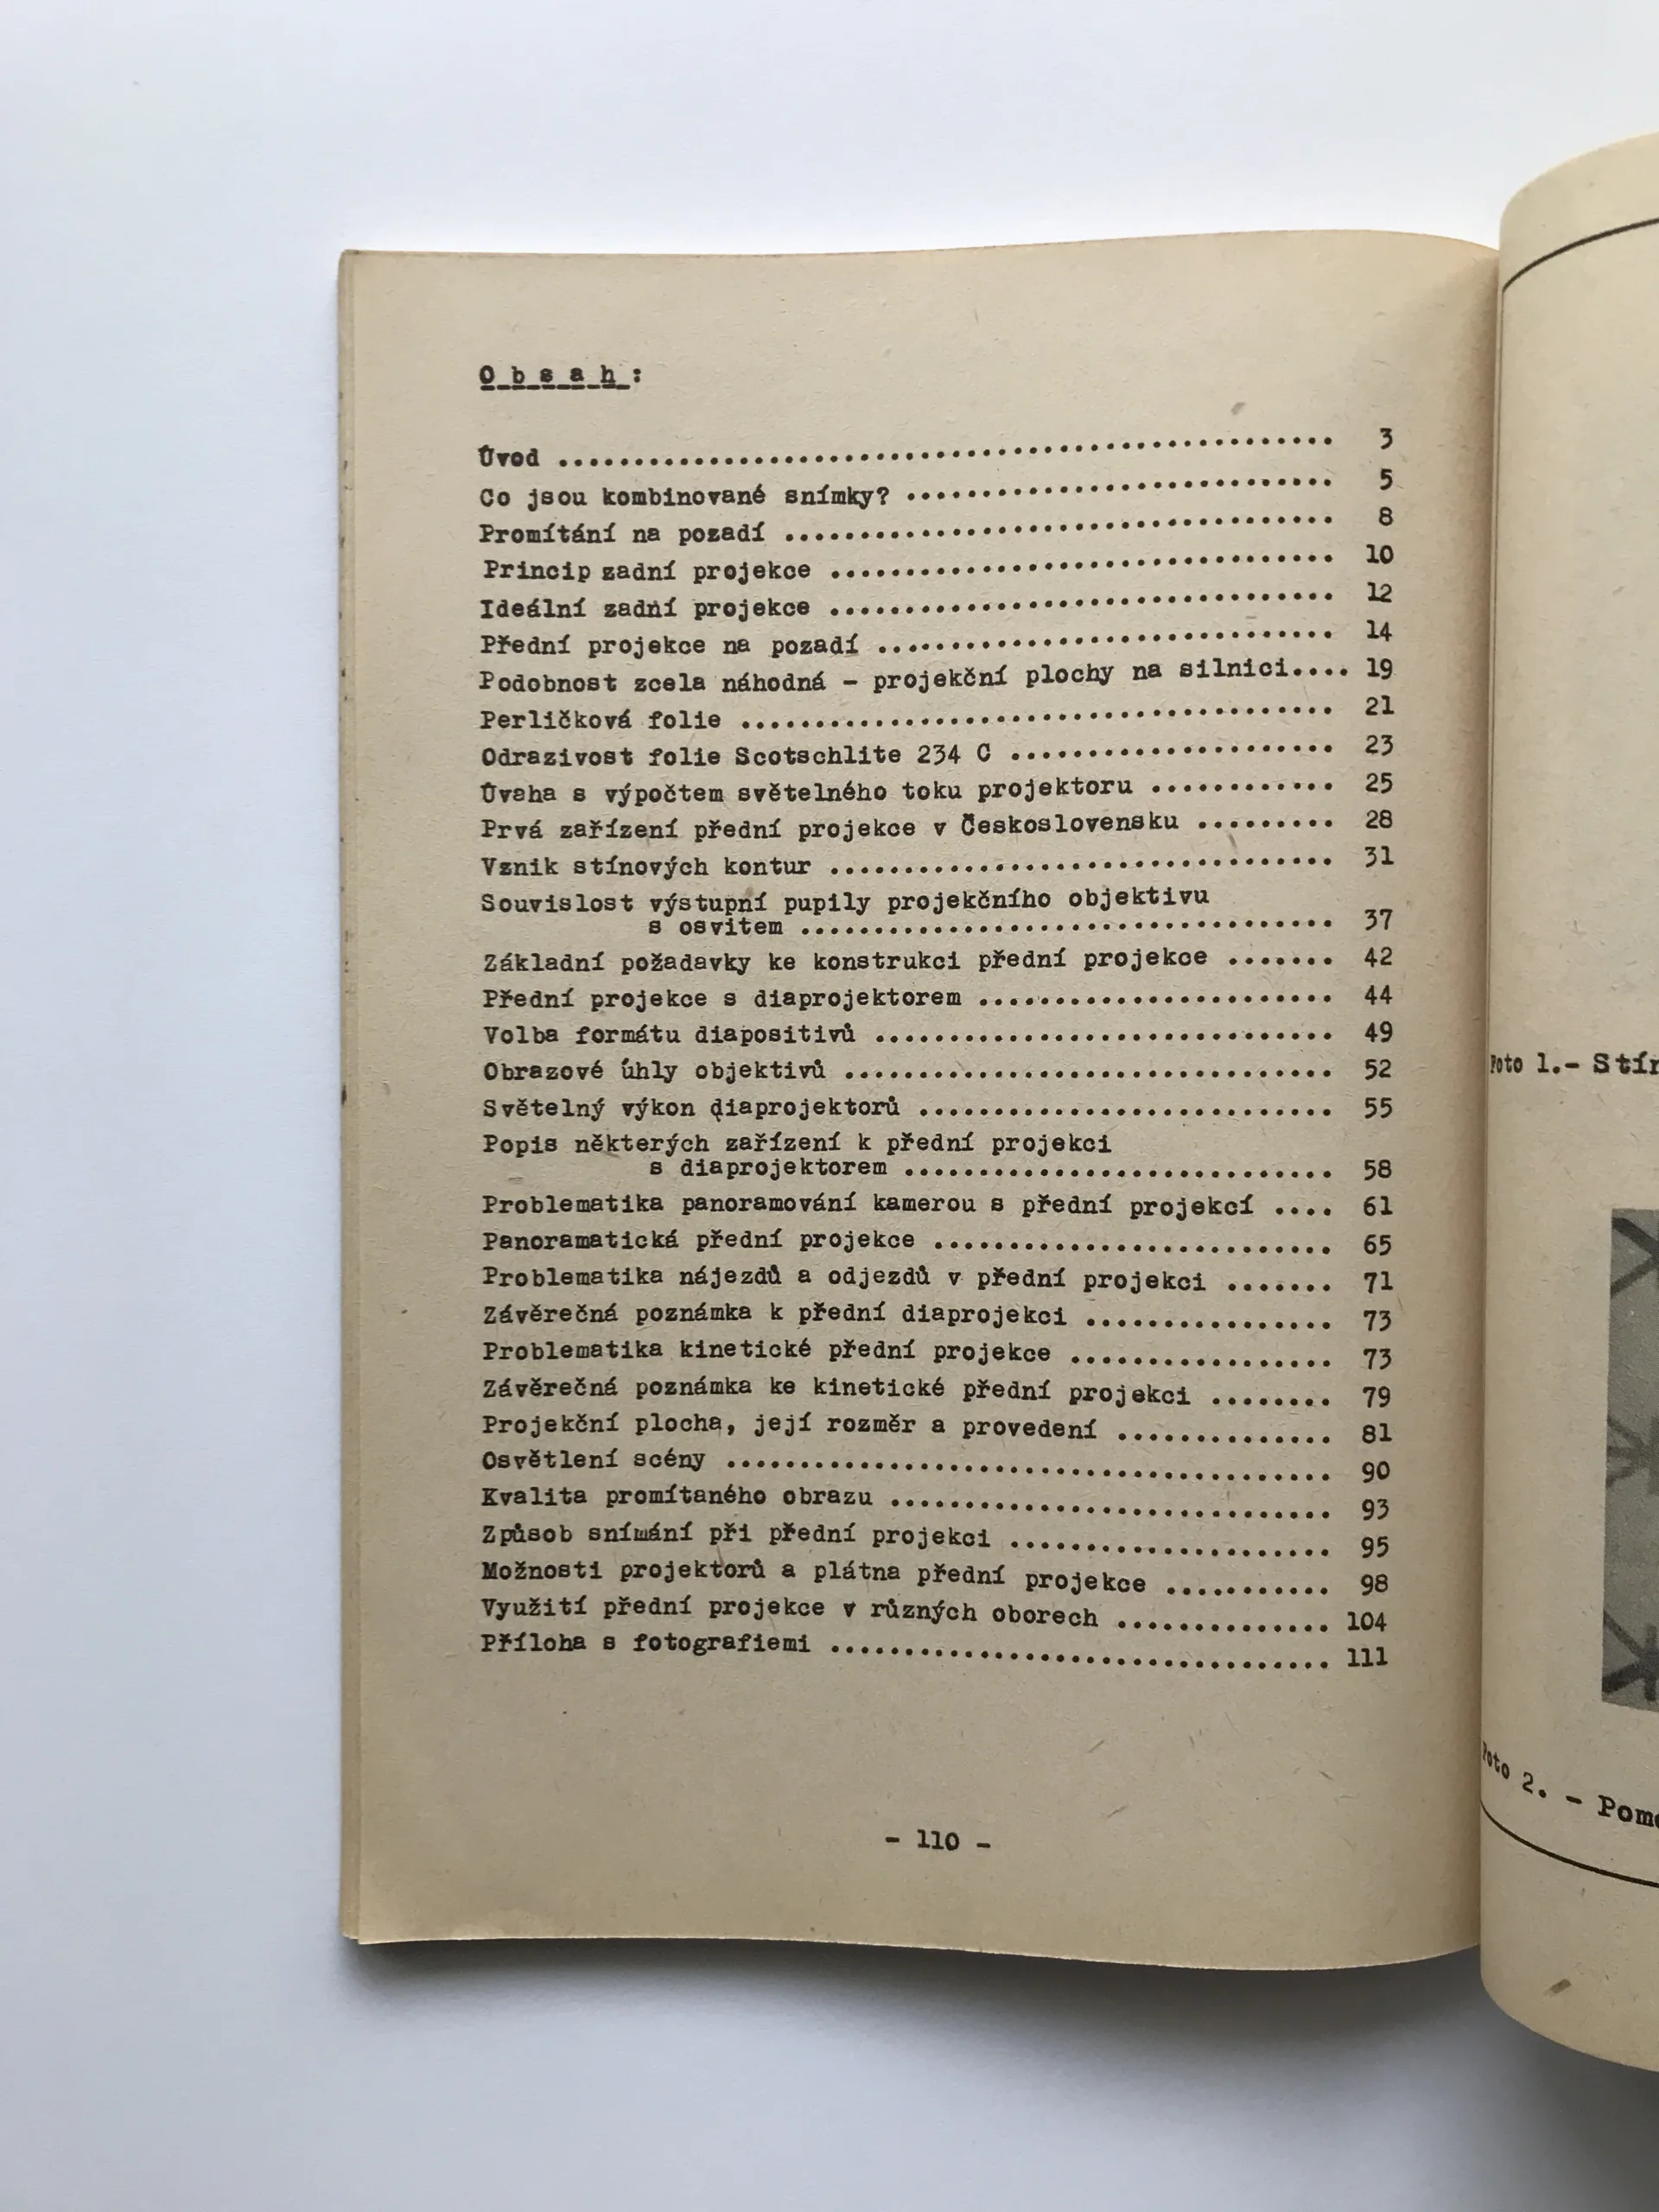 Obsah:
Úvod .................................................... 3
Co jsou kombinované snímky? ............................ 5
Promítání na pozadí .................................... 8
Princip zadní projekce ................................. 10
Ideální zadní projekce ................................. 12
Přední projekce na pozadí .............................. 14
Podobnost zcela náhodná - projekční plochy na silnici.... 19
Perličková folie ....................................... 21
Odrazivost folie Scotschlite 234 C ..................... 23
Úvaha s výpočtem světelného toku projektoru ............ 25
Prvá zařízení přední projekce v Československu ......... 28
Vznik stínových kontur ................................. 31
Souvislost výstupní pupily projekčního objektivu
s osvitem ................................... 37
Základní požadavky ke konstrukci přední projekce ....... 42
Přední projekce s diaprojektorem ....................... 44
Volba formátu diapositivů .............................. 49
Obrazové úhly objektivů ................................ 52
Světelný výkon diaprojektorů ........................... 55
Popis některých zařízení k přední projekci
s diaprojektorem ............................ 58
Problematika panoramování kamerou s přední projekcí .... 61
Panoramatická přední projekce .......................... 65
Problematika nájezdů a odjezdů v přední projekci ....... 71
Závěrečná poznámka k přední diaprojekci ................ 73
Problematika kinetické přední projekce ................. 73
Závěrečná poznámka ke kinetické přední projekci ........ 79
Projekční plocha, její rozměr a provedení .............. 81
Osvětlení scény ........................................ 90
Kvalita promítaného obrazu ............................. 93
Způsob snímání při přední projekci ..................... 95
Možnosti projektorů a plátna přední projekce ........... 98
Využití přední projekce v různých oborech .............. 104
Příloha s fotografiemi ................................. 111
- 110 -
Foto 1.-
Foto 2. -